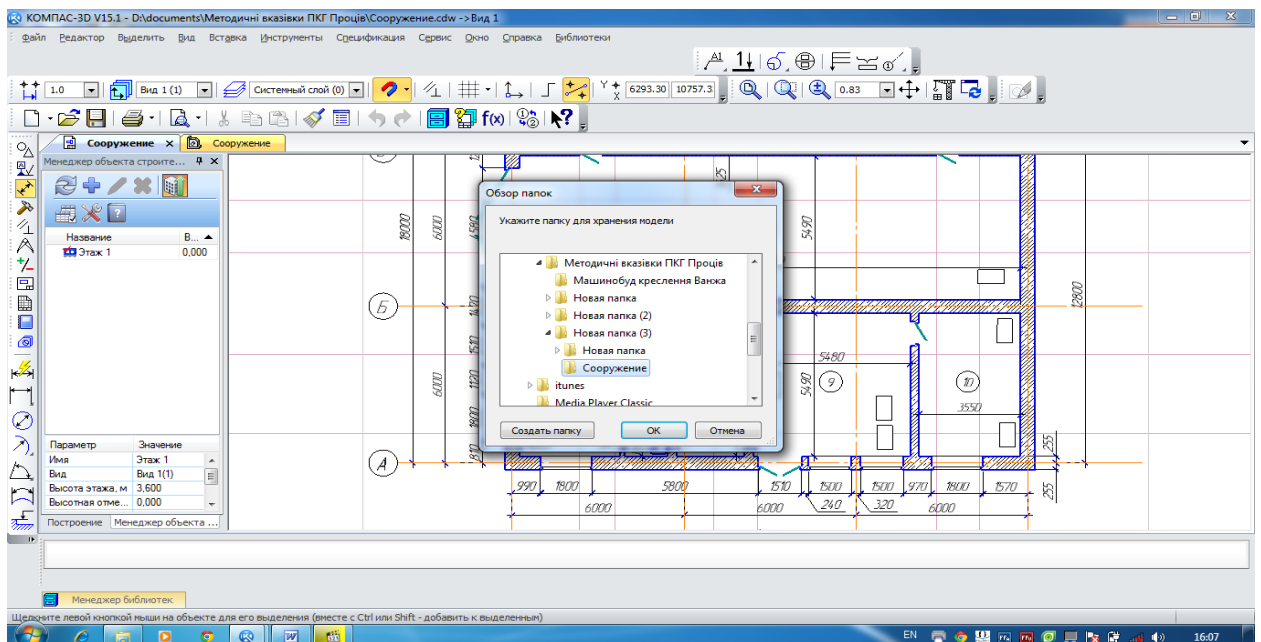 КОМПАС-3D V15.1 - D:\documents\Методичні вказівки ПКГ Проців\Сооружение.cdw ->Вид 1
Файл Редактор Выделить Вид Вставка Инструменты Спецификация Сервис Окно Справка Библиотеки
1.0 Вид 1 (1) Системный слой (0) 6293.30 10757.3 0.83
f(x)
Сооружение x Сооружение
Менеджер объекта строите...
Название В...
Этаж 1 0,000
Параметр Значение
Имя Этаж 1
Вид Вид 1(1)
Высота этажа, м 3,600
Высотная отме... 0,000
Построение Менеджер объекта ...
Обзор папок
Укажите папку для хранения модели
Методичні вказівки ПКГ Проців
Машинобуд креслення Ванжа
Новая папка
Новая папка (2)
Новая папка (3)
Новая папка
Сооружение
itunes
Media Player Classic
Создать папку ОК Отмена
18000 6000 5490
Б
12800
6000 1120 5490
5480
9 10
3550
А
255
990 1800 5800 1510 1500 1500 970 1800 1570 255
240 320
6000 6000 6000
Менеджер библиотек
Щелкните левой кнопкой мыши на объекте для его выделения (вместе с Ctrl или Shift - добавить к выделенным)
EN 16:07